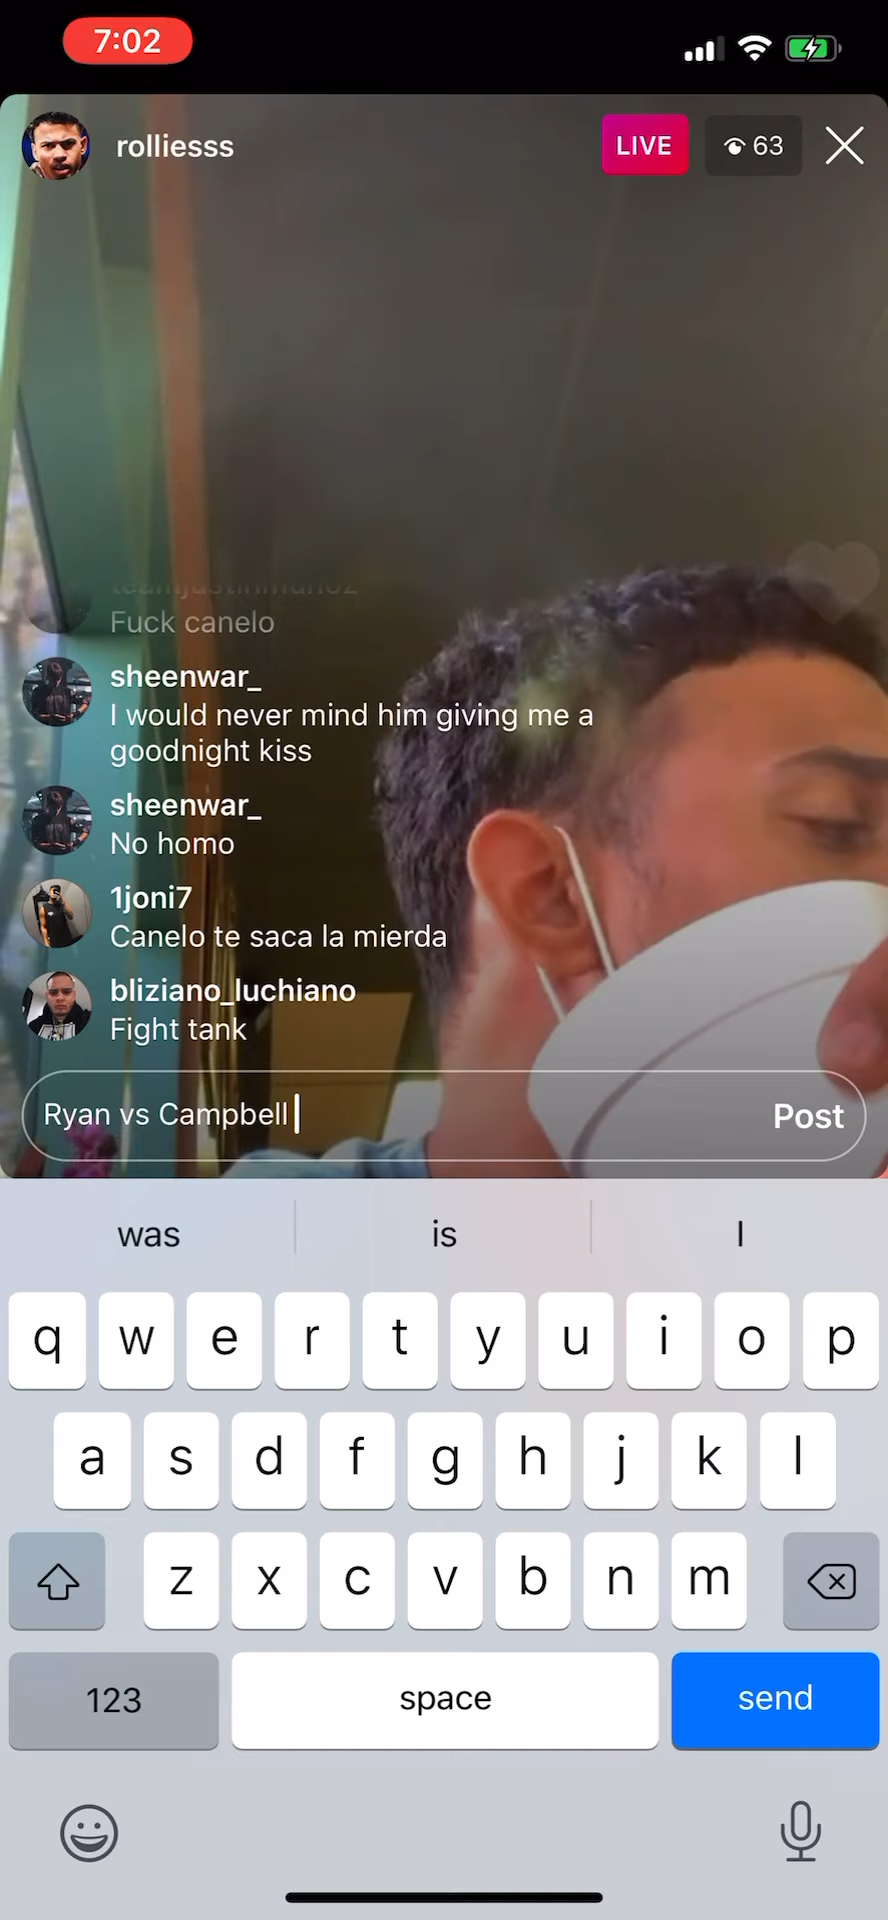 7:02
rolliesss
LIVE
63
Fuck canelo
sheenwar_
I would never mind him giving me a
goodnight kiss
sheenwar_
No homo
1joni7
Canelo te saca la mierda
bliziano_luchiano
Fight tank
Ryan vs Campbell
Post
was
is
I
q w e r t y u i o p
a s d f g h j k l
z x c v b n m
123
space
send